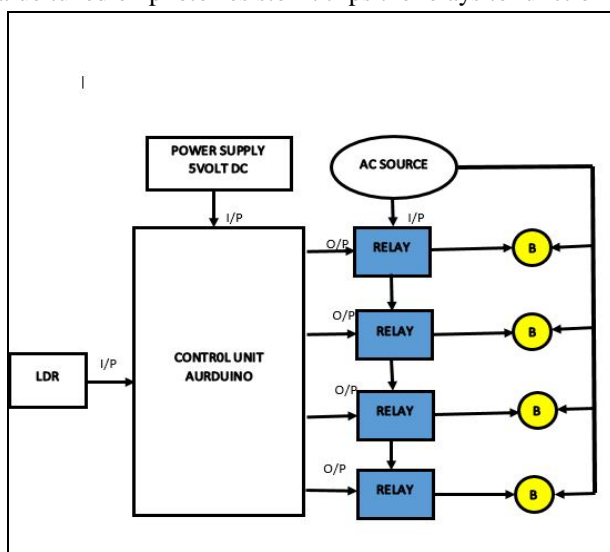 POWER SUPPLY
5VOLT DC
AC SOURCE
I/P
I/P
O/P
RELAY
B
O/P
RELAY
B
I/P
LDR
CONTROL UNIT
AURDUINO
O/P
RELAY
B
O/P
RELAY
B